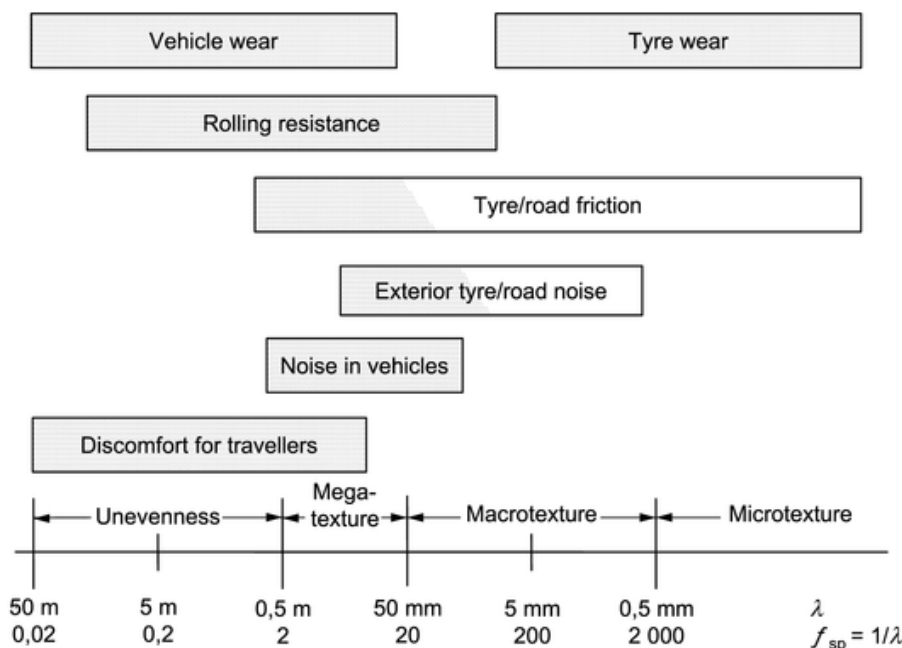 Vehicle wear
Tyre wear
Rolling resistance
Tyre/road friction
Exterior tyre/road noise
Noise in vehicles
Discomfort for travellers
Unevenness
Mega-
texture
Macrotexture
Microtexture
50 m 5 m 0,5 m 50 mm 5 mm 0,5 mm λ
0,02 0,2 2 20 200 2 000 f sp = 1/λ